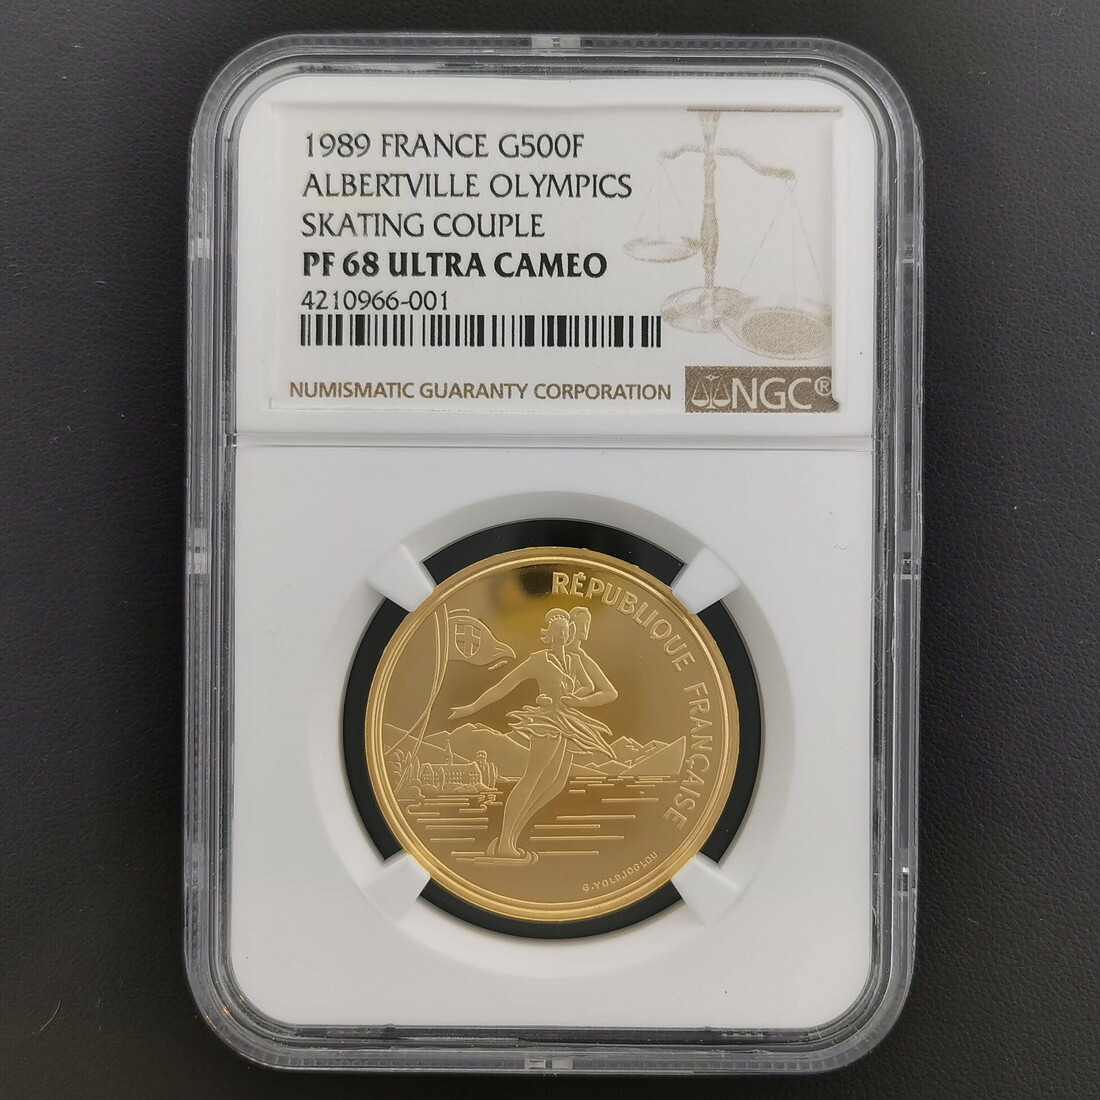 1989 FRANCE G500F
ALBERTVILLE OLYMPICS
SKATING COUPLE
PF 68 ULTRA CAMEO
4210966-001
NUMISMATIC GUARANTY CORPORATION NGC®
RÉPUBLIQUE FRANÇAISE
G.YOLDJOGLOU